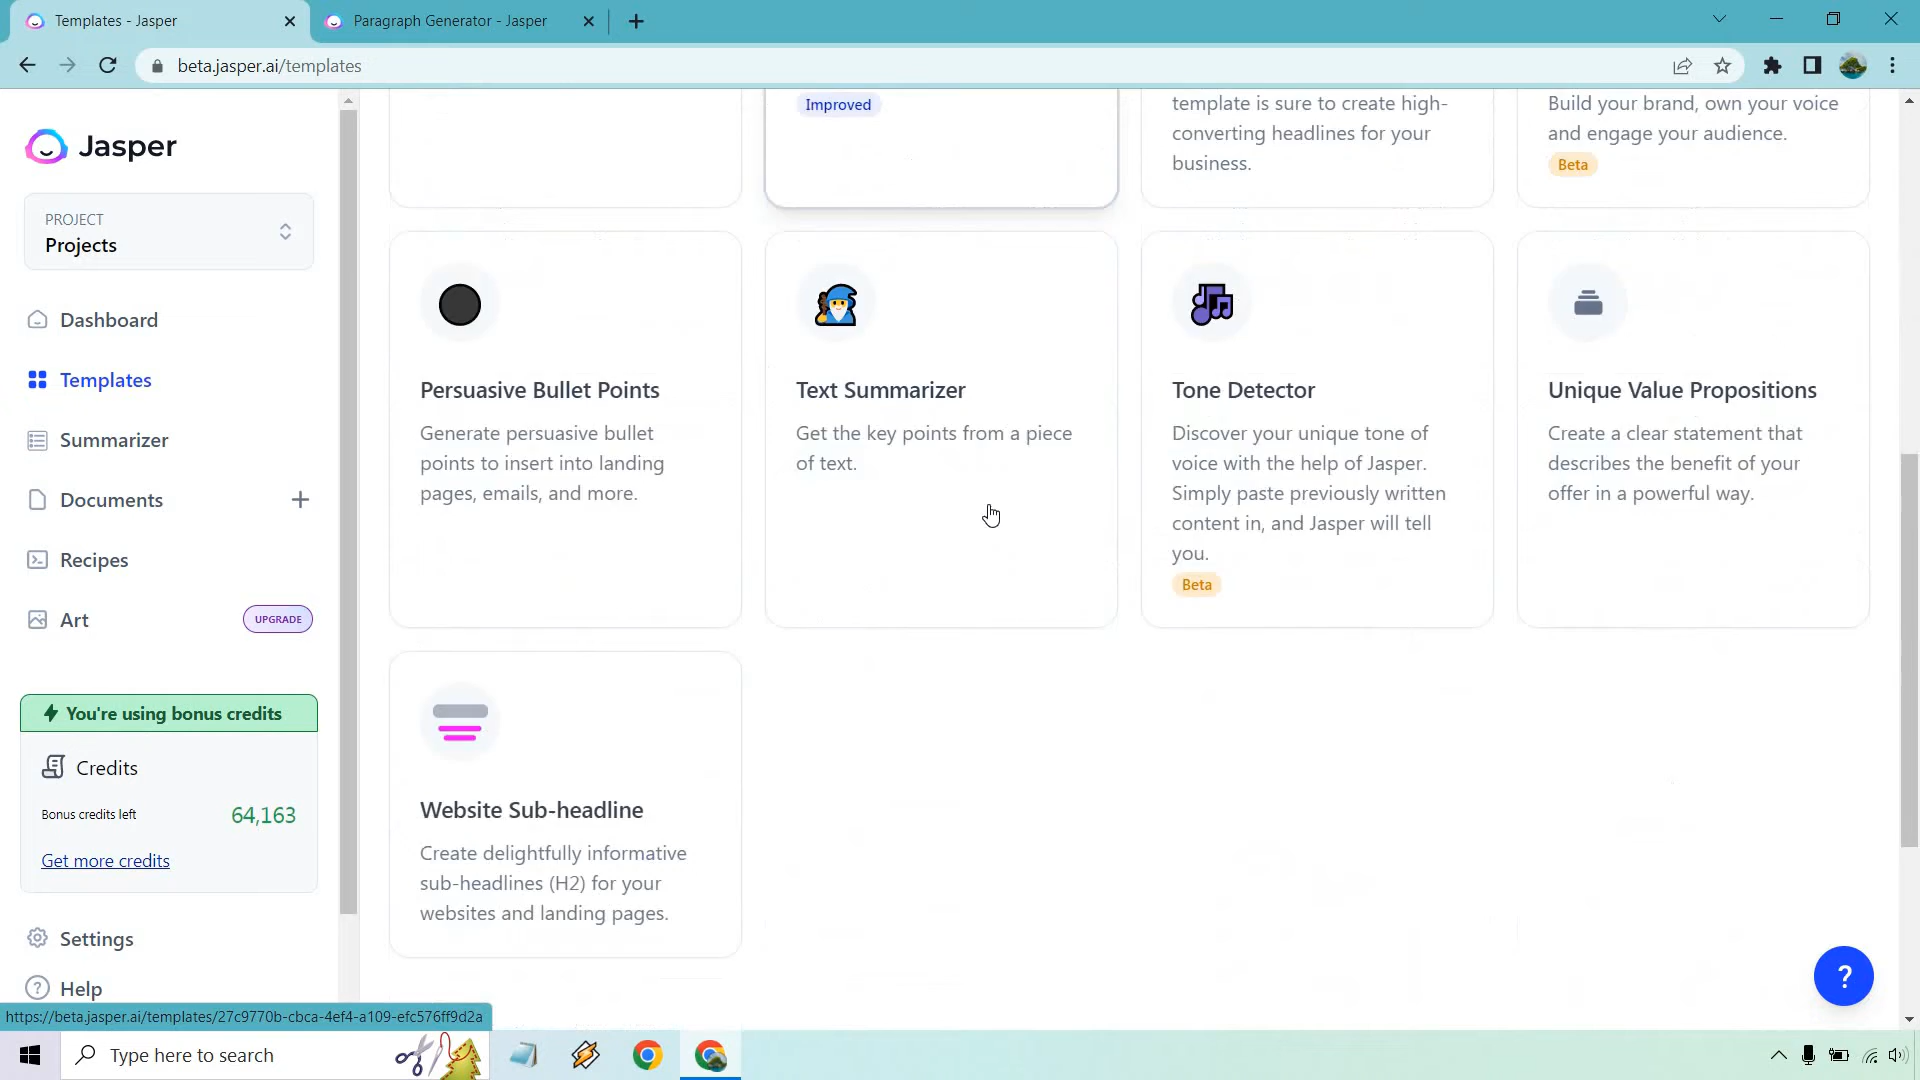 Templates - Jasper
Paragraph Generator - Jasper
beta.jasper.ai/templates
Jasper
PROJECT
Projects
Dashboard
Templates
Summarizer
Documents
Recipes
Art
UPGRADE
You're using bonus credits
Credits
Bonus credits left
64,163
Get more credits
Settings
Help
Improved
template is sure to create high-
converting headlines for your
business.
Build your brand, own your voice
and engage your audience.
Beta
Persuasive Bullet Points
Generate persuasive bullet
points to insert into landing
pages, emails, and more.
Text Summarizer
Get the key points from a piece
of text.
Tone Detector
Discover your unique tone of
voice with the help of Jasper.
Simply paste previously written
content in, and Jasper will tell
you.
Beta
Unique Value Propositions
Create a clear statement that
describes the benefit of your
offer in a powerful way.
Website Sub-headline
Create delightfully informative
sub-headlines (H2) for your
websites and landing pages.
?
https://beta.jasper.ai/templates/27c9770b-cbca-4ef4-a109-efc576ff9d2a
Type here to search